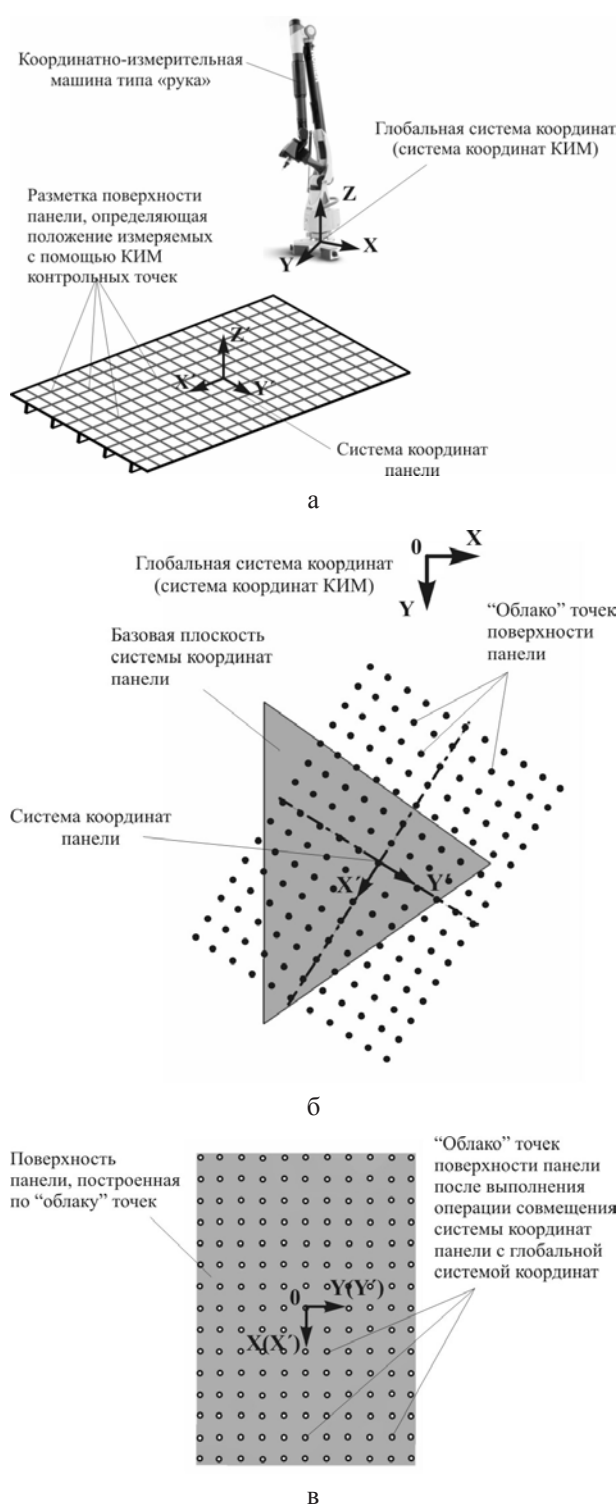 Координатно-измерительная
машина типа «рука»
Глобальная система координат
(система координат КИМ)
Z
X
Y
Разметка поверхности
панели, определяющая
положение измеряемых
с помощью КИМ
контрольных точек
Z´
X´
Y´
Система координат
панели
а
0
X
Y
Глобальная система координат
(система координат КИМ)
Базовая плоскость
системы координат
панели
“Облако” точек
поверхности
панели
Система координат
панели
X´
Y´
б
Поверхность
панели, построенная
по “облаку” точек
“Облако” точек
поверхности панели
после выполнения
операции совмещения
системы координат
панели с глобальной
системой координат
0
Y(Y´)
X(X´)
в